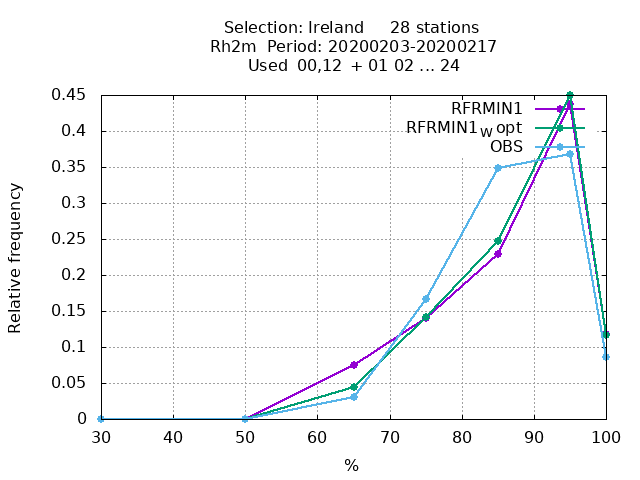 Selection: Ireland 28 stations
Rh2m Period: 20200203-20200217
Used 00,12 + 01 02 ... 24
RFRMIN1
RFRMIN1w opt
OBS
Relative frequency
0.45
0.4
0.35
0.3
0.25
0.2
0.15
0.1
0.05
0
30 40 50 60 70 80 90 100
%